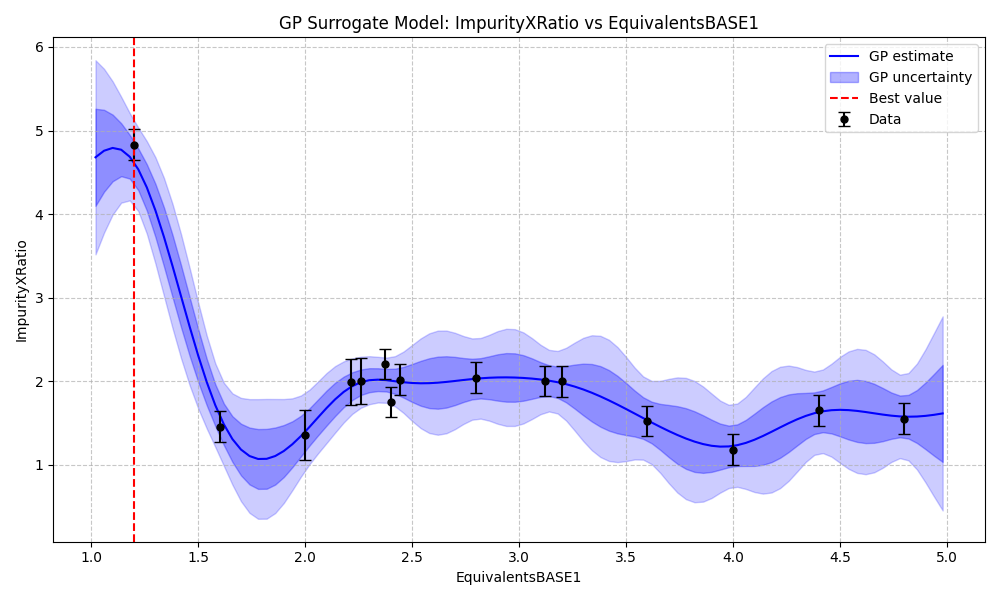 GP Surrogate Model: ImpurityXRatio vs EquivalentsBASE1
6
5
4
3
2
1
ImpurityXRatio
GP estimate
GP uncertainty
Best value
Data
1.0 1.5 2.0 2.5 3.0 3.5 4.0 4.5 5.0
EquivalentsBASE1